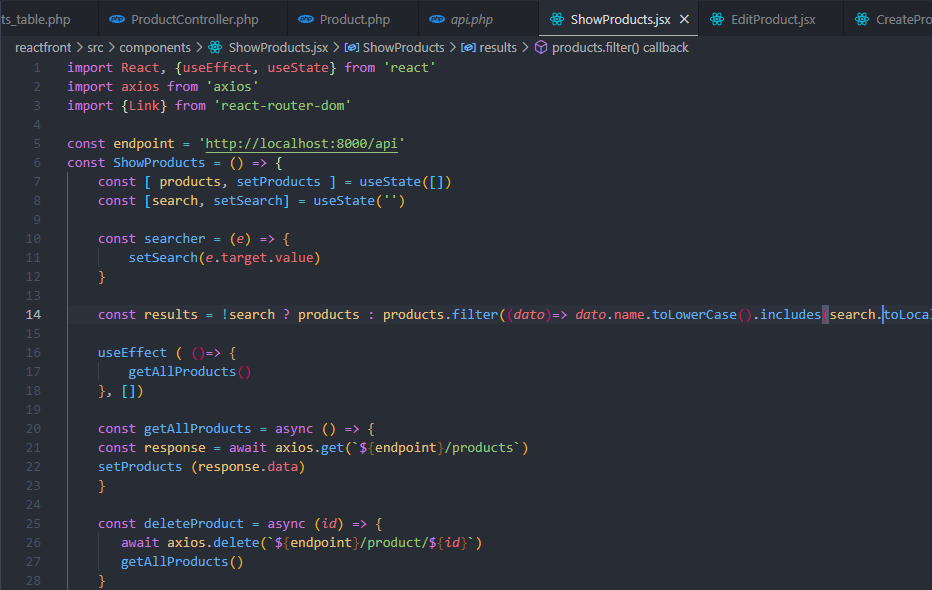 ts_table.php ProductController.php Product.php api.php ShowProducts.jsx × EditProduct.jsx CreatePro
reactfront > src > components > ShowProducts.jsx > ShowProducts > results > products.filter() callback
1 import React, {useEffect, useState} from 'react'
2 import axios from 'axios'
3 import {Link} from 'react-router-dom'
4
5 const endpoint = 'http://localhost:8000/api'
6 const ShowProducts = () => {
7 const [ products, setProducts ] = useState([])
8 const [search, setSearch] = useState('')
9
10 const searcher = (e) => {
11 setSearch(e.target.value)
12 }
13
14 const results = !search ? products : products.filter((dato)=> dato.name.toLowerCase().includes(search.toLoca
15
16 useEffect ( ()=> {
17 getAllProducts()
18 }, [])
19
20 const getAllProducts = async () => {
21 const response = await axios.get(`${endpoint}/products`)
22 setProducts (response.data)
23 }
24
25 const deleteProduct = async (id) => {
26 await axios.delete(`${endpoint}/product/${id}`)
27 getAllProducts()
28 }